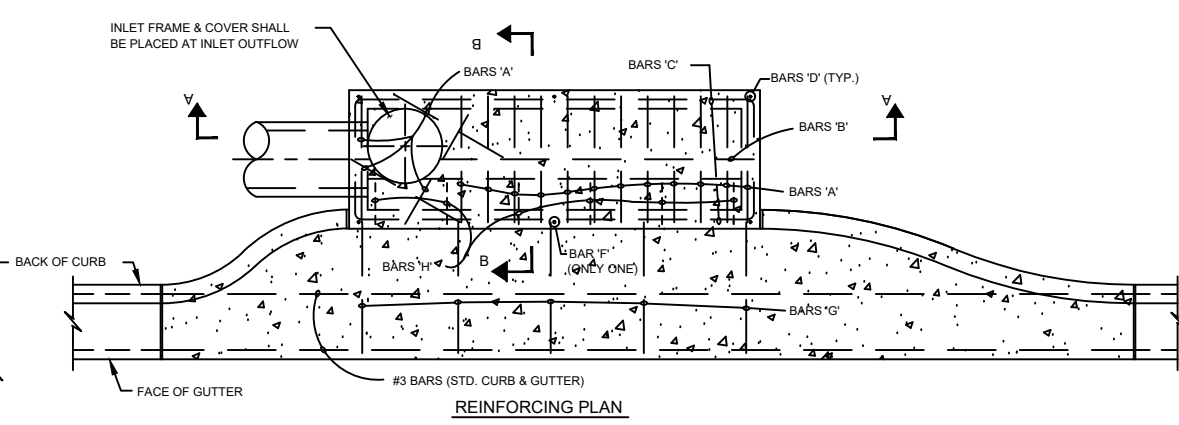 INLET FRAME & COVER SHALL
BE PLACED AT INLET OUTFLOW
B
BARS 'A'
BARS 'C'
BARS 'D' (TYP.)
A
A
BARS 'B'
BARS 'A'
BACK OF CURB
BARS 'H'
B
BAR 'F'
(ONLY ONE)
BARS 'G'
#3 BARS (STD. CURB & GUTTER)
FACE OF GUTTER
REINFORCING PLAN